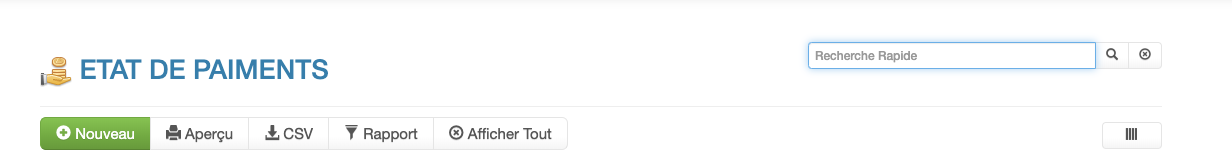 Recherche Rapide
ETAT DE PAIMENTS
Nouveau Aperçu CSV Rapport Afficher Tout